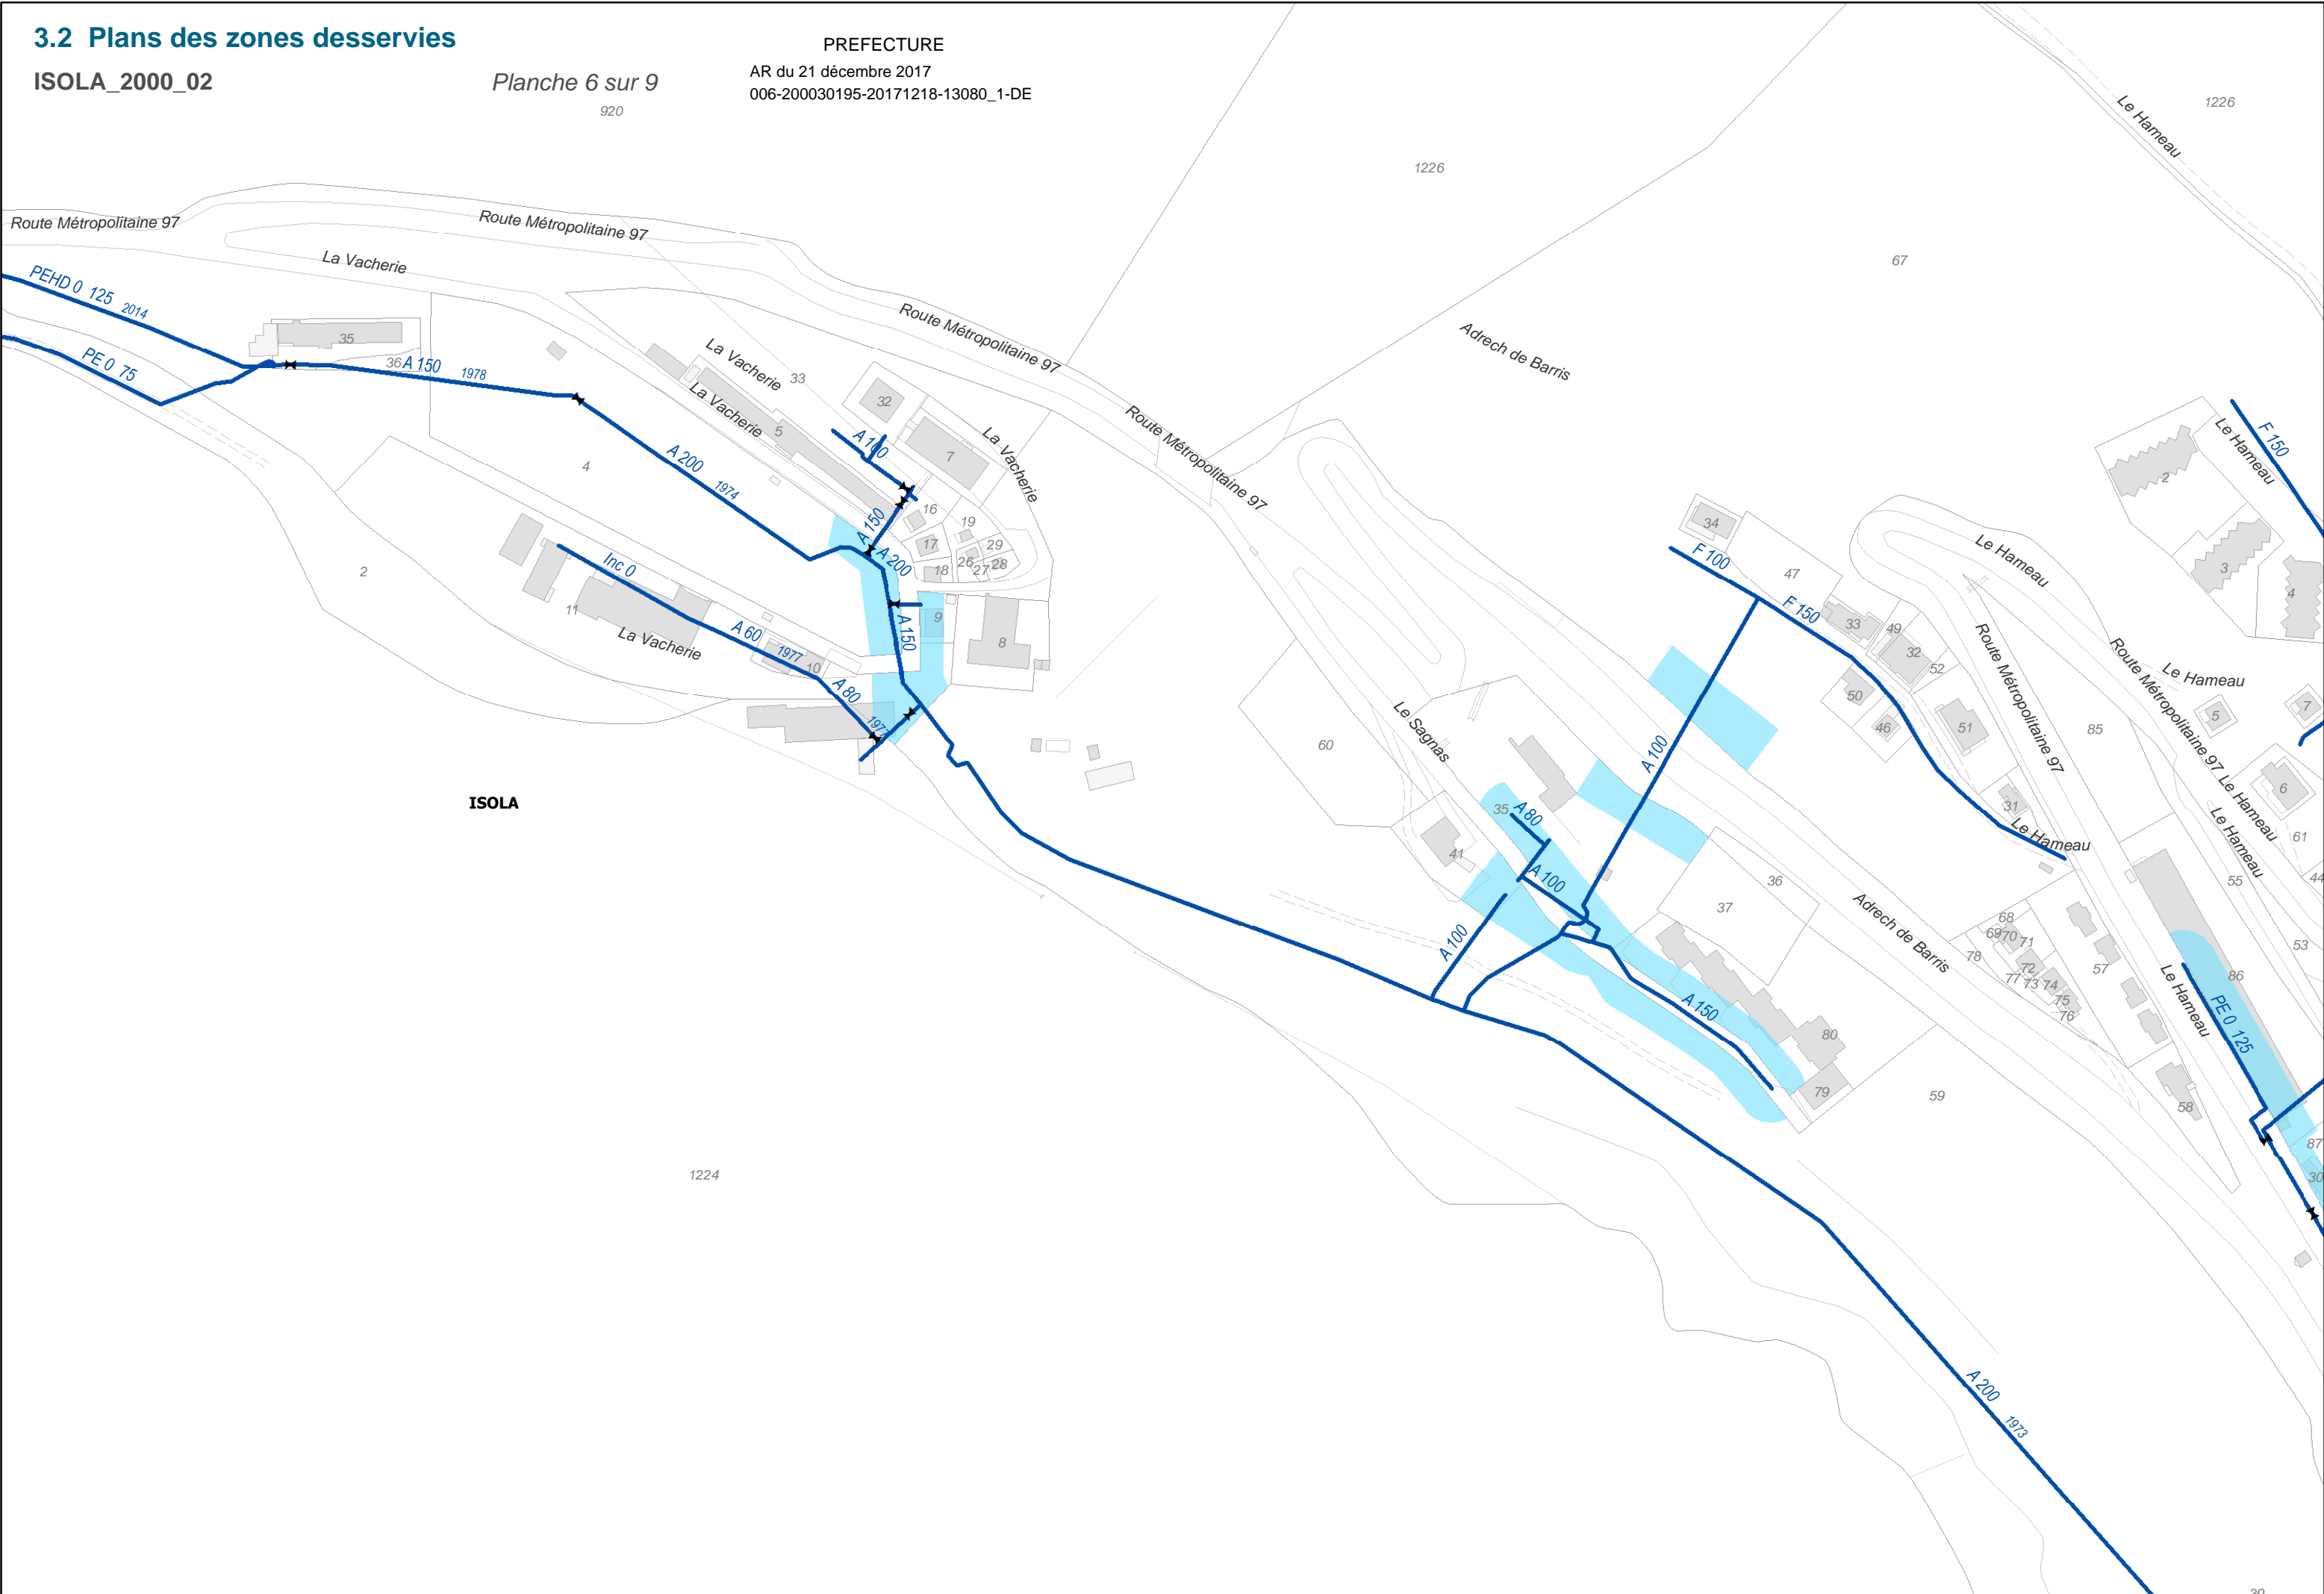 3.2 Plans des zones desservies
ISOLA_2000_02
Planche 6 sur 9
PREFECTURE
AR du 21 décembre 2017
006-200030195-20171218-13080_1-DE
920
1226
1226
Le Hameau
67
Route Métropolitaine 97
Route Métropolitaine 97
La Vacherie
Route Métropolitaine 97
Route Métropolitaine 97
Adrech de Barris
PEHD 0 125 2014
PE 0 75
35
36
A 150 1978
La Vacherie
33
La Vacherie
5
32
7
La Vacherie
A 100
A 200 1974
4
A 150
A 200
16
19
17
29
26
27
28
18
9
8
A 150
2
Inc 0
11
La Vacherie
A 60
1977
10
A 80
197
ISOLA
1224
60
Le Sagnas
35
A 80
41
A 100
A 100
A 100
36
37
A 150
80
79
59
Adrech de Barris
34
F 100
47
F 150
33
49
32
52
50
46
51
31
Le Hameau
Le Hameau
Route Métropolitaine 97
Route Métropolitaine 97
85
Le Hameau
2
3
4
F 150
Le Hameau
5
7
6
Le Hameau
Le Hameau
61
44
55
53
86
68
69
70
71
72
73
74
75
76
77
78
57
58
Le Hameau
PE 0 125
87
30
A 200 1973